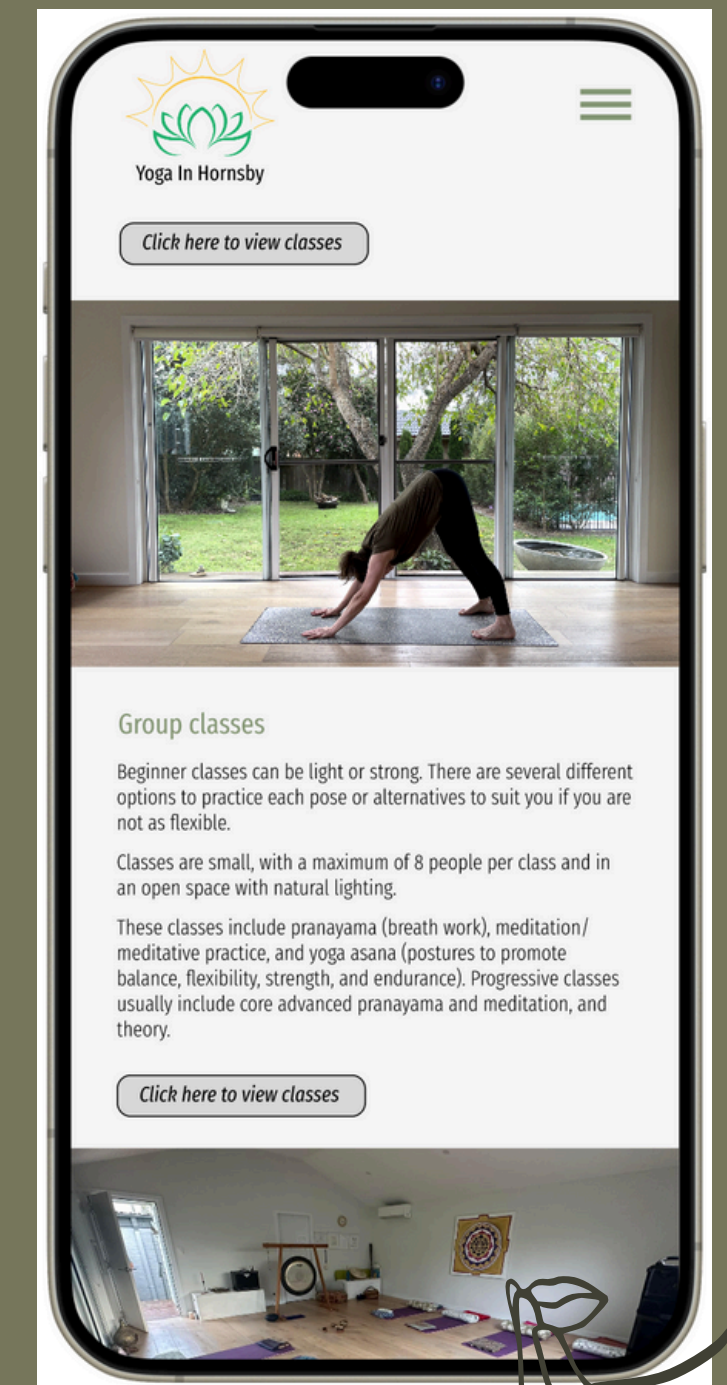 Yoga In Hornsby
Click here to view classes
Group classes
Beginner classes can be light or strong. There are several different
options to practice each pose or alternatives to suit you if you are
not as flexible.
Classes are small, with a maximum of 8 people per class and in
an open space with natural lighting.
These classes include pranayama (breath work), meditation/
meditative practice, and yoga asana (postures to promote
balance, flexibility, strength, and endurance). Progressive classes
usually include core advanced pranayama and meditation, and
theory.
Click here to view classes